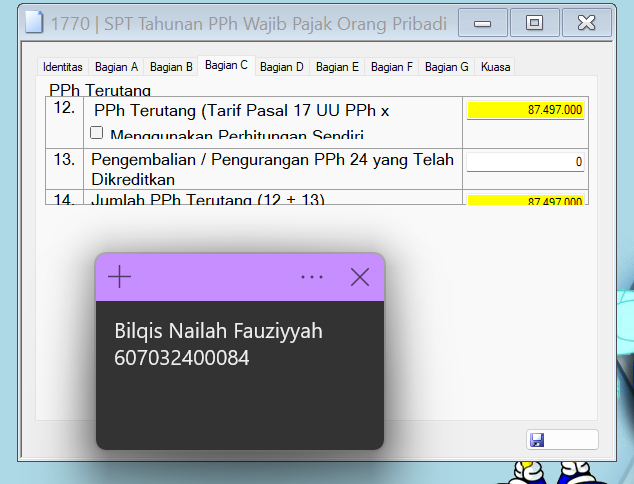 1770 | SPT Tahunan PPh Wajib Pajak Orang Pribadi
Identitas Bagian A Bagian B Bagian C Bagian D Bagian E Bagian F Bagian G Kuasa
PPh Terutang
12. PPh Terutang (Tarif Pasal 17 UU PPh x 87.497.000
Menggunakan Perhitungan Sendiri
13. Pengembalian / Pengurangan PPh 24 yang Telah 0
Dikreditkan
14. Jumlah PPh Terutang (12 + 13) 87.497.000
Bilqis Nailah Fauziyyah
607032400084